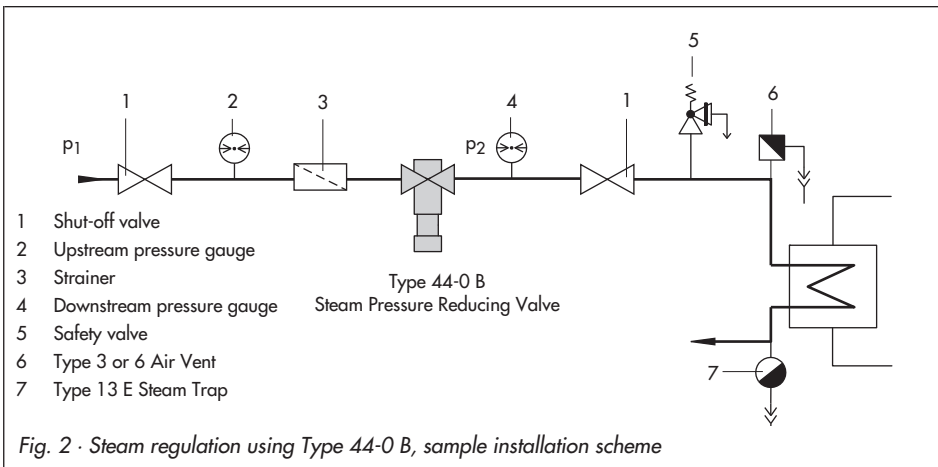 5
6
1
2
3
4
1
p1
p2
1 Shut-off valve
2 Upstream pressure gauge
3 Strainer
4 Downstream pressure gauge
5 Safety valve
6 Type 3 or 6 Air Vent
7 Type 13 E Steam Trap
Type 44-0 B
Steam Pressure Reducing Valve
7
Fig. 2 · Steam regulation using Type 44-0 B, sample installation scheme